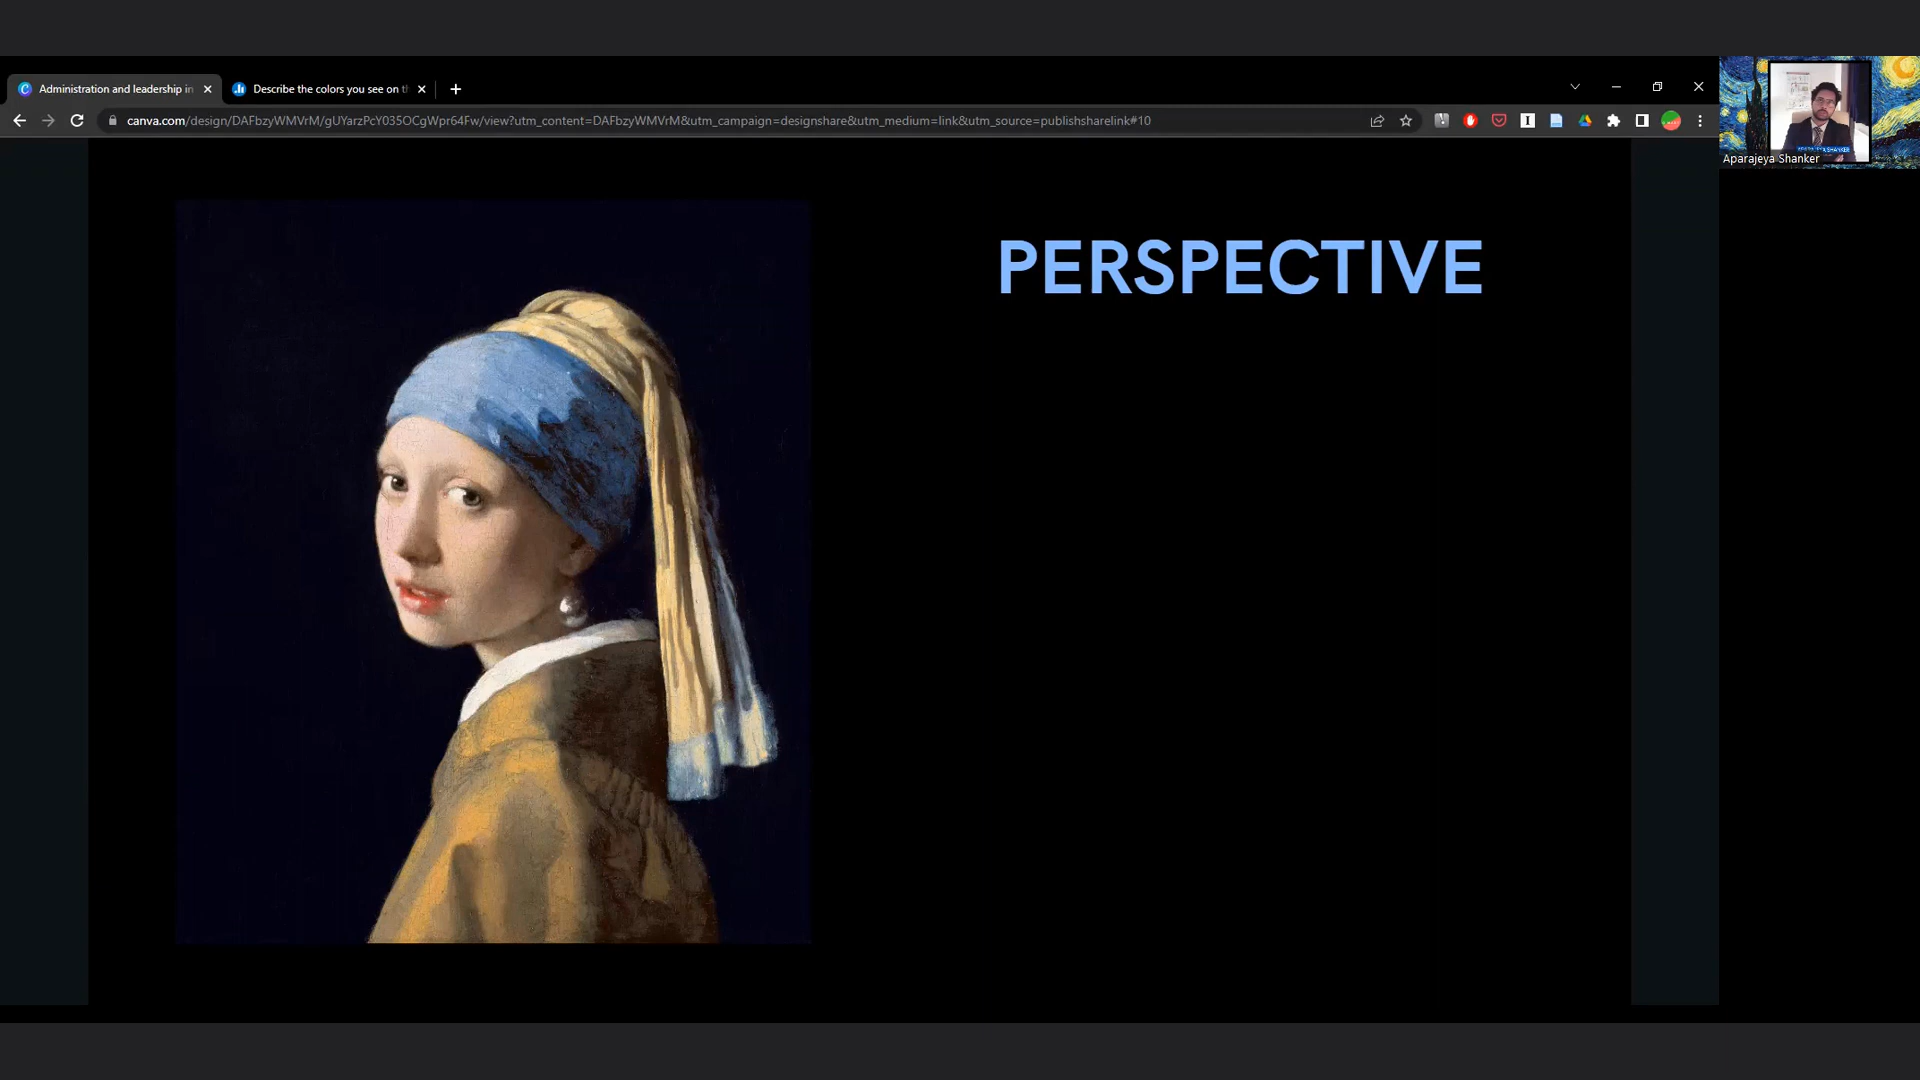 Administration and leadership in
Describe the colors you see on t
canva.com/design/DAFbzyWMVrM/gUYarzPcY035OCgWpr64Fw/view?utm_content=DAFbzyWMVrM&utm_campaign=designshare&utm_medium=link&utm_source=publishsharelink#10
Aparajeya Shanker
PERSPECTIVE